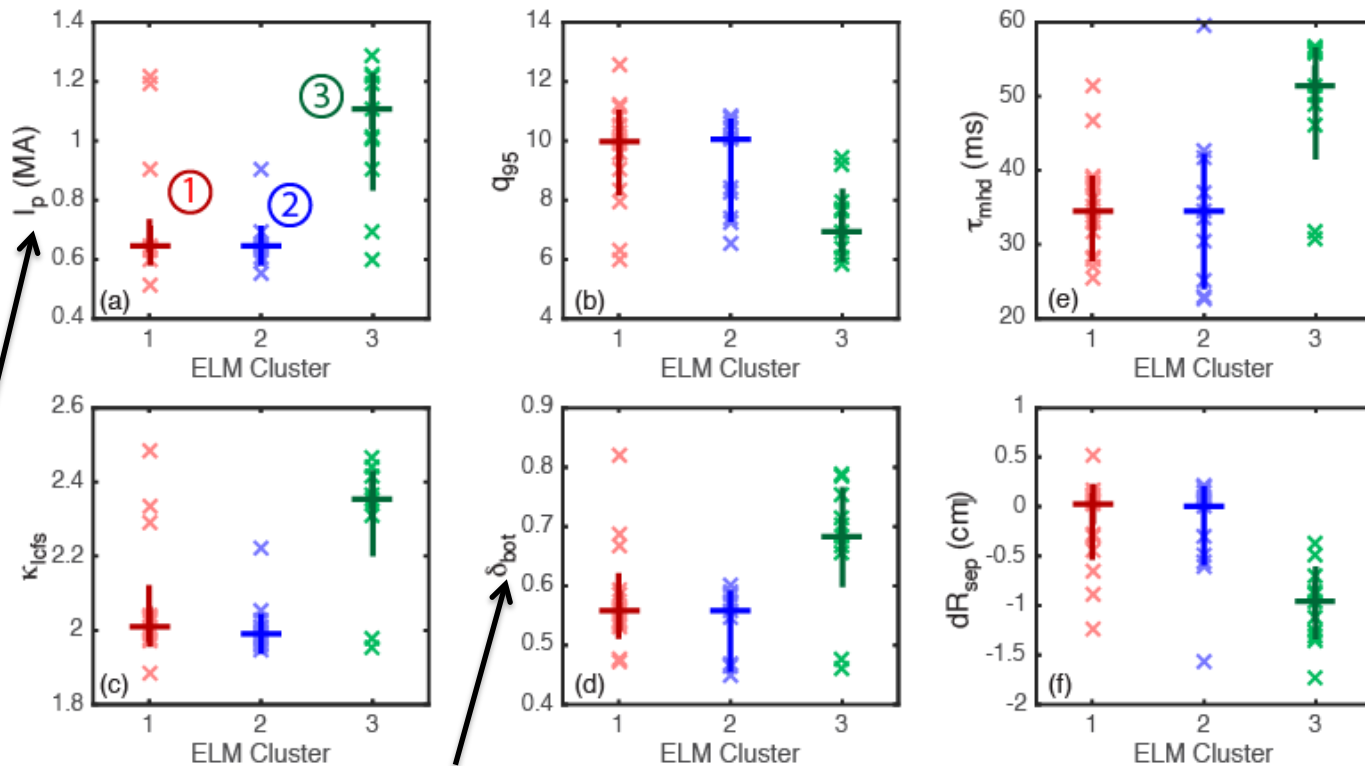 1.4
1.2
1
0.8
0.6
0.4
I_p (MA)
1
2
3
(a)
1 2 3
ELM Cluster
14
12
10
8
6
4
q_95
(b)
1 2 3
ELM Cluster
60
50
40
30
20
τ_mhd (ms)
(e)
1 2 3
ELM Cluster
2.6
2.4
2.2
2
1.8
κ_lcfs
(c)
1 2 3
ELM Cluster
0.9
0.8
0.7
0.6
0.5
0.4
δ_bot
(d)
1 2 3
ELM Cluster
1
0.5
0
-0.5
-1
-1.5
-2
dR_sep (cm)
(f)
1 2 3
ELM Cluster